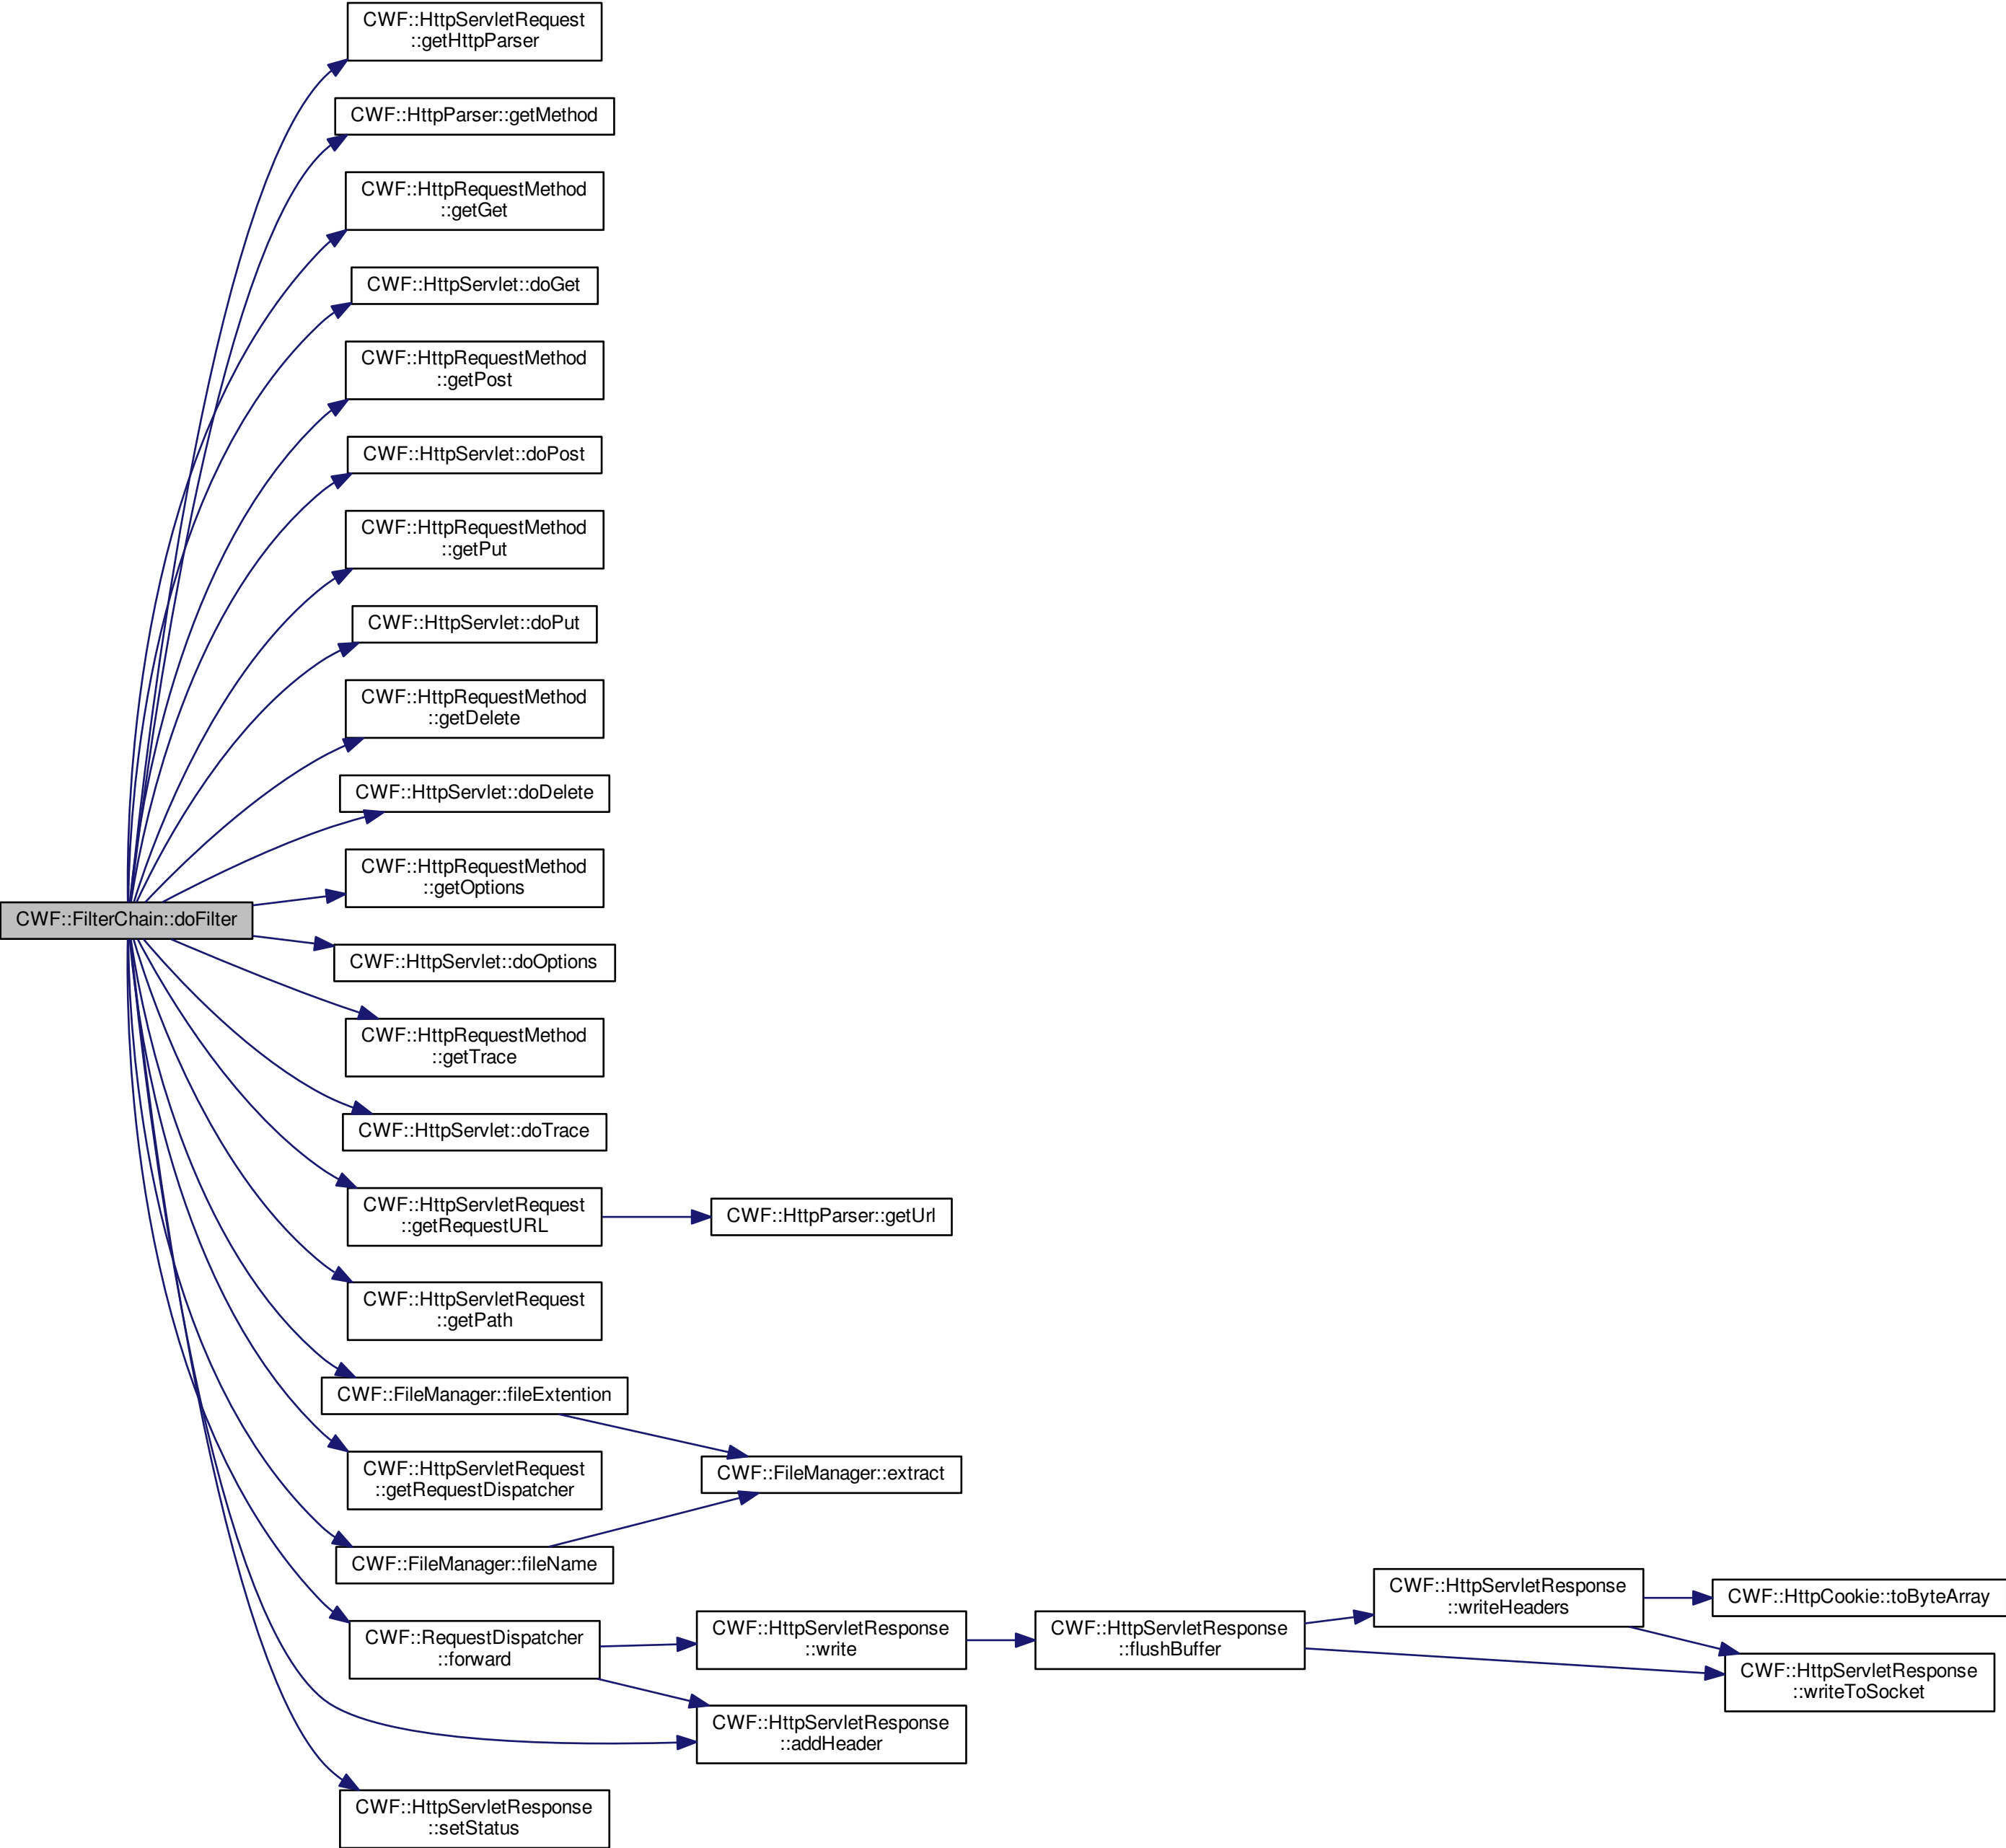 CWF::HttpServletRequest
::getHttpParser
CWF::HttpParser::getMethod
CWF::HttpRequestMethod
::getGet
CWF::HttpServlet::doGet
CWF::HttpRequestMethod
::getPost
CWF::HttpServlet::doPost
CWF::HttpRequestMethod
::getPut
CWF::HttpServlet::doPut
CWF::HttpRequestMethod
::getDelete
CWF::HttpServlet::doDelete
CWF::HttpRequestMethod
::getOptions
CWF::FilterChain::doFilter
CWF::HttpServlet::doOptions
CWF::HttpRequestMethod
::getTrace
CWF::HttpServlet::doTrace
CWF::HttpServletRequest
::getRequestURL
CWF::HttpParser::getUrl
CWF::HttpServletRequest
::getPath
CWF::FileManager::fileExtention
CWF::HttpServletRequest
::getRequestDispatcher
CWF::FileManager::extract
CWF::FileManager::fileName
CWF::RequestDispatcher
::forward
CWF::HttpServletResponse
::write
CWF::HttpServletResponse
::flushBuffer
CWF::HttpServletResponse
::writeHeaders
CWF::HttpCookie::toByteArray
CWF::HttpServletResponse
::writeToSocket
CWF::HttpServletResponse
::addHeader
CWF::HttpServletResponse
::setStatus